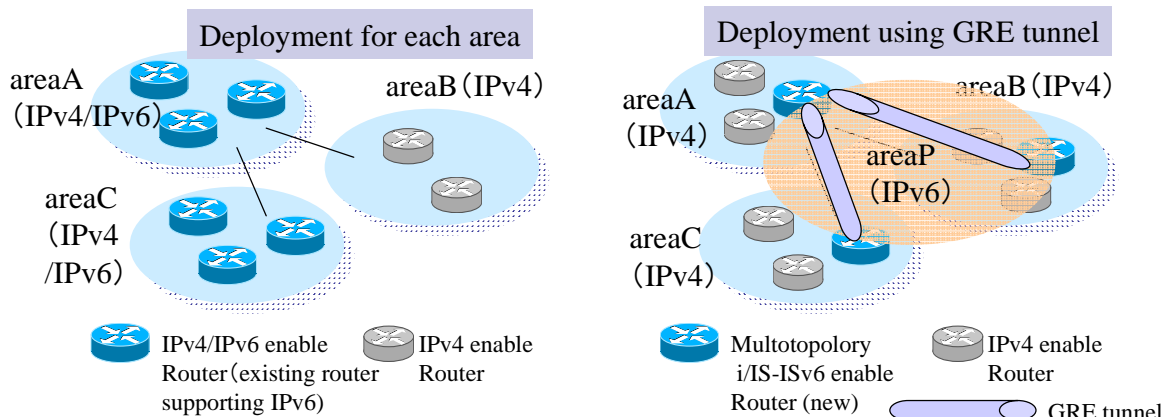 Deployment for each area
areaA
（IPv4/IPv6）
areaB（IPv4）
areaC
（IPv4
/IPv6）
IPv4/IPv6 enable
Router（existing router
supporting IPv6）
IPv4 enable
Router
Deployment using GRE tunnel
areaA
（IPv4）
areaB（IPv4）
areaP
（IPv6）
areaC
（IPv4）
Multotopolory
i/IS-ISv6 enable
Router (new)
IPv4 enable
Router
GRE tunnel